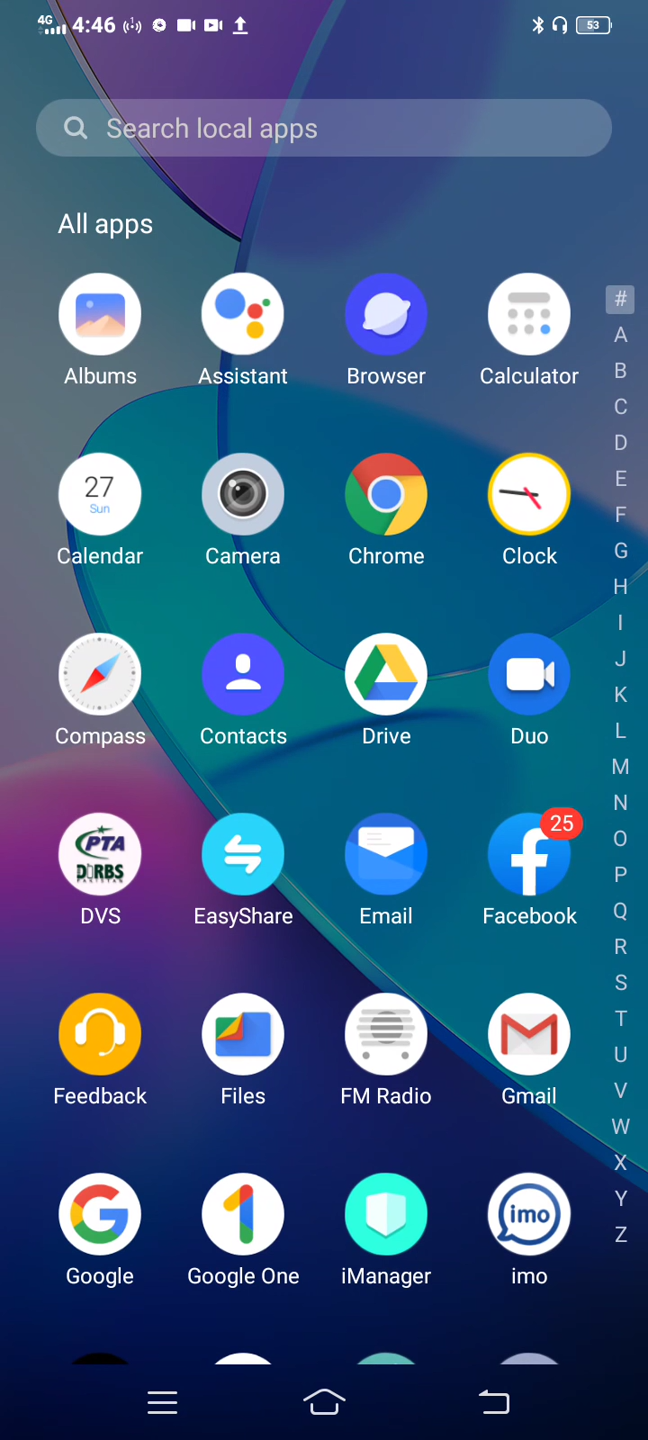 4G 4:46 53
Search local apps
All apps
#
Albums Assistant Browser Calculator
A
B
C
D
27
Sun
E
F
Calendar Camera Chrome Clock
G
H
I
J
K
L
Compass Contacts Drive Duo
M
N
25
O
PTA
DIRBS
PAKISTAN
P
DVS EasyShare Email Facebook
Q
R
S
T
U
V
Feedback Files FM Radio Gmail
W
X
Y
imo
Z
Google Google One iManager imo